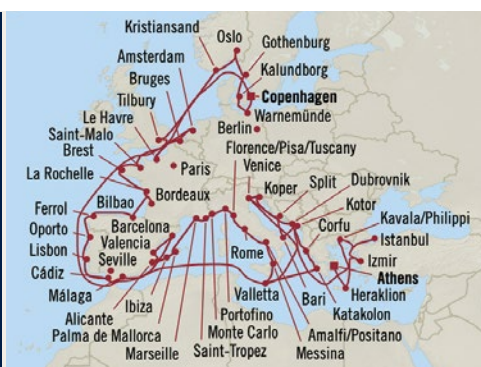 Kristiansand
Oslo
Gothenburg
Amsterdam
Kalundborg
Bruges
Copenhagen
Tilbury
Warnemünde
Le Havre
Berlin
Saint-Malo
Florence/Pisa/Tuscany
Brest
Venice
Paris
Koper
La Rochelle
Split
Dubrovnik
Bordeaux
Kotor
Bilbao
Ferrol
Corfu
Kavala/Philippi
Oporto
Barcelona
Istanbul
Valencia
Lisbon
Seville
Rome
Izmir
Cádiz
Athens
Málaga
Valletta
Bari
Heraklion
Ibiza
Portofino
Katakolon
Alicante
Monte Carlo
Amalfi/Positano
Palma de Mallorca
Marseille
Saint-Tropez
Messina